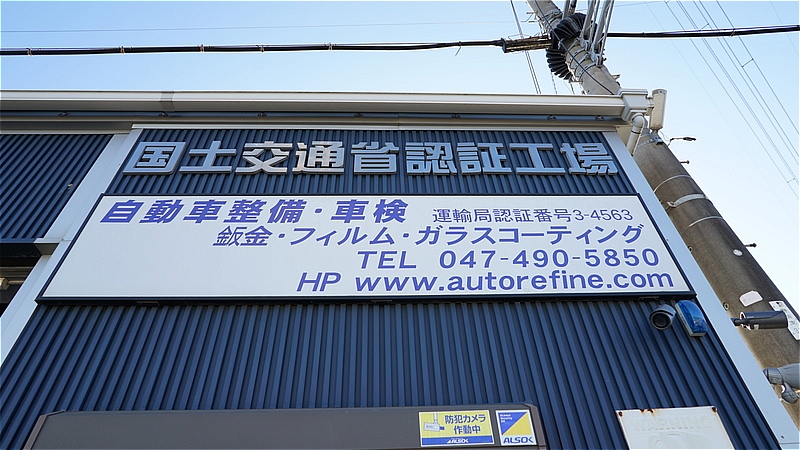 国土交通省認証工場
自動車整備・車検 運輸局認証番号3-4563
鈑金・フィルム・ガラスコーティング
TEL 047-490-5850
HP www.autorefine.com
防犯カメラ
作動中
ALSOK
ALSOK